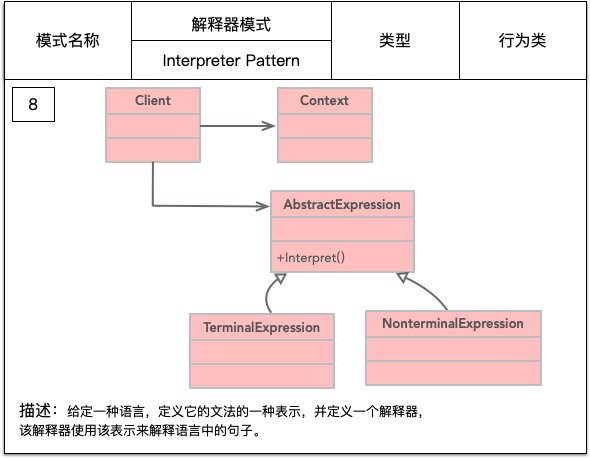 模式名称
解释器模式
Interpreter Pattern
类型
行为类
8
Client
Context
AbstractExpression
+Interpret()
TerminalExpression
NonterminalExpression
描述：给定一种语言，定义它的文法的一种表示，并定义一个解释器，
该解释器使用该表示来解释语言中的句子。